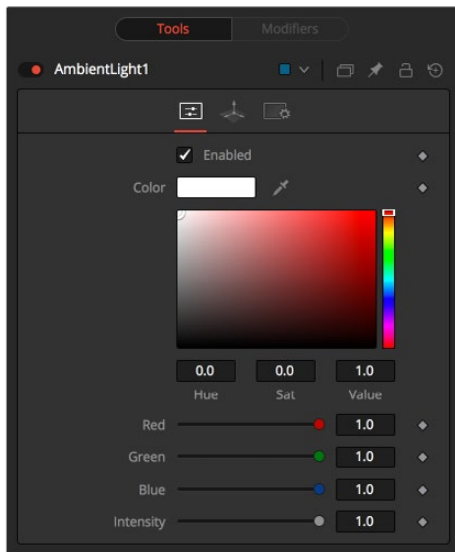 Tools Modifiers
AmbientLight1
Enabled
Color
0.0 0.0 1.0
Hue Sat Value
Red 1.0
Green 1.0
Blue 1.0
Intensity 1.0